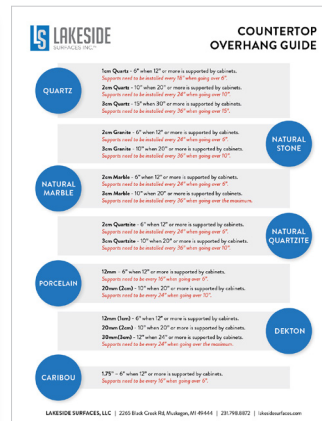 LAKESIDE
SURFACES INC.
COUNTERTOP
OVERHANG GUIDE
QUARTZ
1cm Quartz - 6" when 12" or more is supported by cabinets.
Supports need to be installed every 16" when going over 6".
2cm Quartz - 10" when 20" or more is supported by cabinets.
Supports need to be installed every 24" when going over 10".
3cm Quartz - 15" when 30" or more is supported by cabinets.
Supports need to be installed every 36" when going over 15".
NATURAL
STONE
2cm Granite - 6" when 12" or more is supported by cabinets.
Supports need to be installed every 24" when going over 6".
3cm Granite - 10" when 20" or more is supported by cabinets.
Supports need to be installed every 36" when going over 10".
NATURAL
MARBLE
2cm Marble - 6" when 12" or more is supported by cabinets.
Supports need to be installed every 24" when going over 6".
3cm Marble - 10" when 20" or more is supported by cabinets.
Supports need to be installed every 36" when going over the maximum.
NATURAL
QUARTZITE
2cm Quartzite - 6" when 12" or more is supported by cabinets.
Supports need to be installed every 24" when going over 6".
3cm Quartzite - 10" when 20" or more is supported by cabinets.
Supports need to be installed every 36" when going over 10".
PORCELAIN
12mm - 6" when 12" or more is supported by cabinets.
Supports need to be every 16" when going over 6".
20mm (2cm) - 10" when 20" or more is supported by cabinets.
Supports need to be every 24" when going over 10".
DEKTON
12mm (1cm) - 6" when 12" or more is supported by cabinets.
20mm (2cm) - 10" when 20" or more is supported by cabinets.
30mm(3cm) - 12" when 24" or more is supported by cabinets.
Supports need to be every 24" when going over the maximum.
CARIBOU
1.75" - 6" when 12" or more is supported by cabinets.
Supports need to be every 16" when going over 6".
LAKESIDE SURFACES, LLC | 2265 Black Creek Rd, Muskegon, MI 49444 | 231.798.8872 | lakesidesurfaces.com